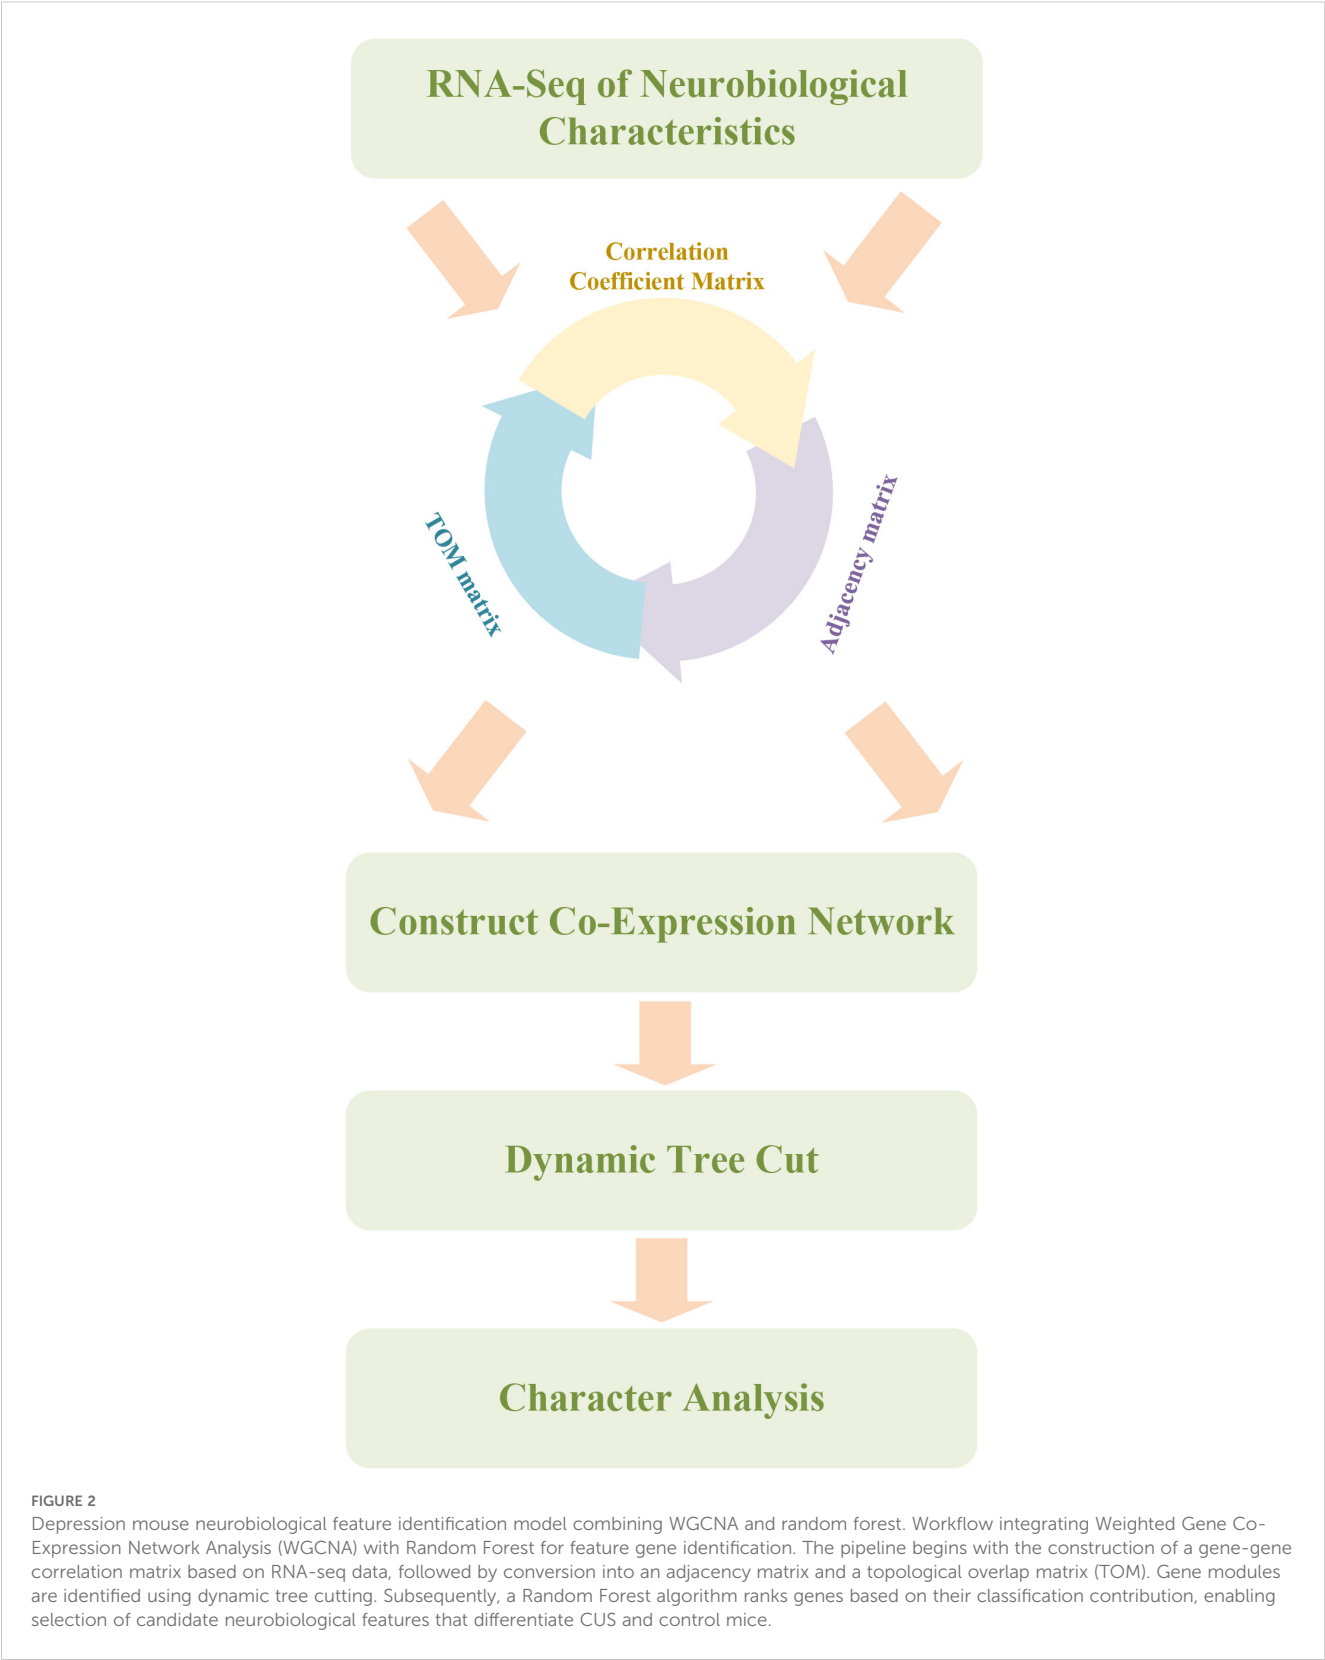 RNA-Seq of Neurobiological
Characteristics
Correlation
Coefficient Matrix
TOM matrix
Adjacency matrix
Construct Co-Expression Network
Dynamic Tree Cut
Character Analysis
FIGURE 2
Depression mouse neurobiological feature identification model combining WGCNA and random forest. Workflow integrating Weighted Gene Co-
Expression Network Analysis (WGCNA) with Random Forest for feature gene identification. The pipeline begins with the construction of a gene-gene
correlation matrix based on RNA-seq data, followed by conversion into an adjacency matrix and a topological overlap matrix (TOM). Gene modules
are identified using dynamic tree cutting. Subsequently, a Random Forest algorithm ranks genes based on their classification contribution, enabling
selection of candidate neurobiological features that differentiate CUS and control mice.